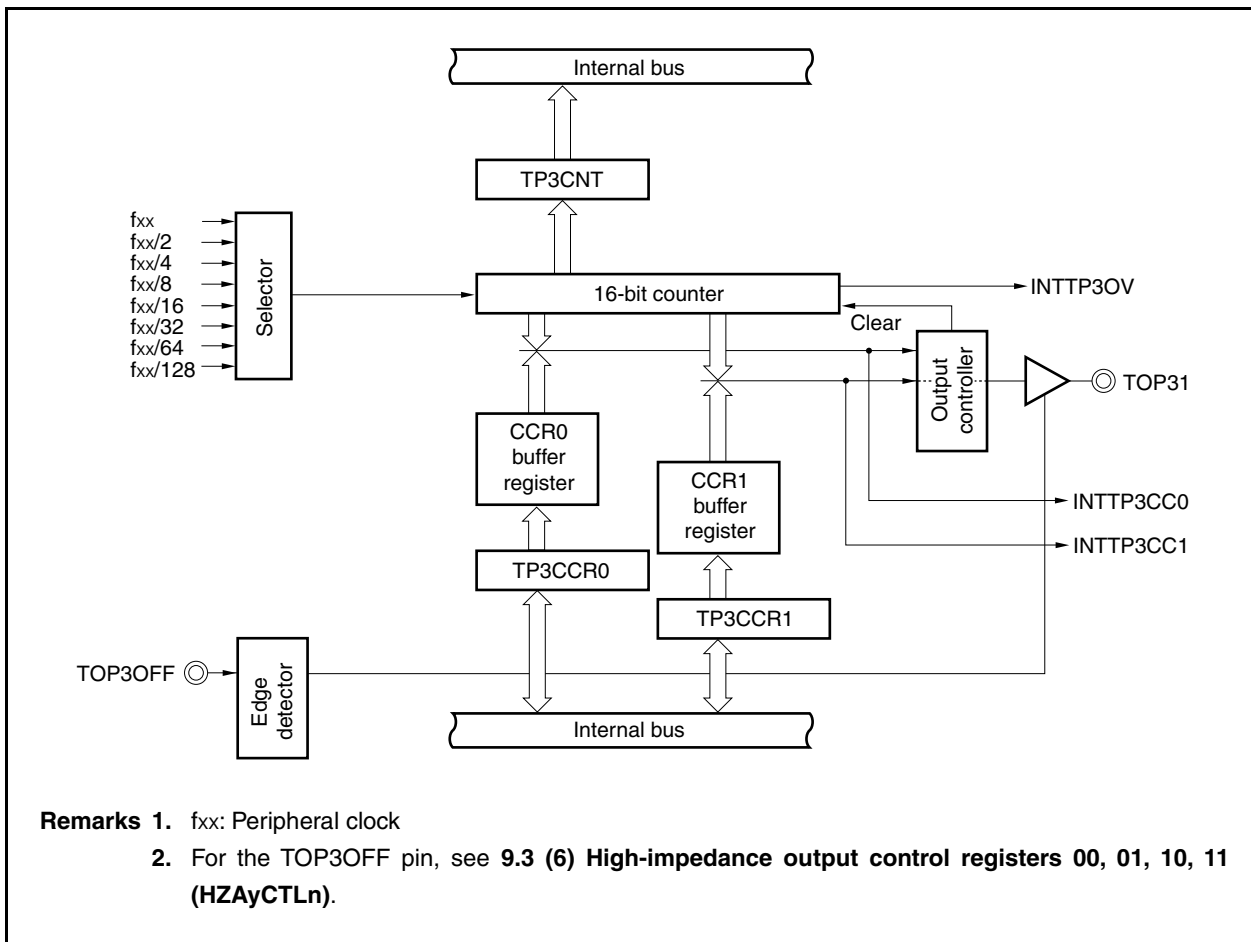 Internal bus
TP3CNT
fxx
fxx/2
fxx/4
fxx/8
fxx/16
fxx/32
fxx/64
fxx/128
Selector
16-bit counter
INTTP3OV
Clear
Output
controller
TOP31
CCR0
buffer
register
CCR1
buffer
register
INTTP3CC0
INTTP3CC1
TP3CCR0
TP3CCR1
TOP3OFF
Edge
detector
Internal bus
Remarks 1. fxx: Peripheral clock
2. For the TOP3OFF pin, see 9.3 (6) High-impedance output control registers 00, 01, 10, 11
(HZAyCTLn).